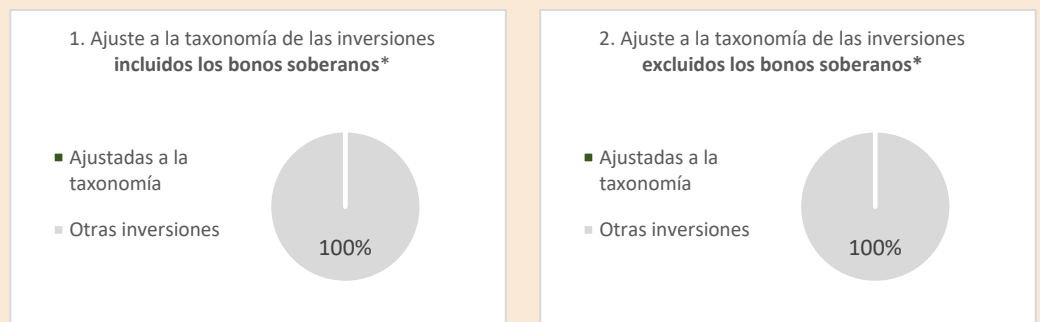 1. Ajuste a la taxonomía de las inversiones
incluidos los bonos soberanos*
Ajustadas a la
taxonomía
Otras inversiones
100%
2. Ajuste a la taxonomía de las inversiones
excluidos los bonos soberanos*
Ajustadas a la
taxonomía
Otras inversiones
100%